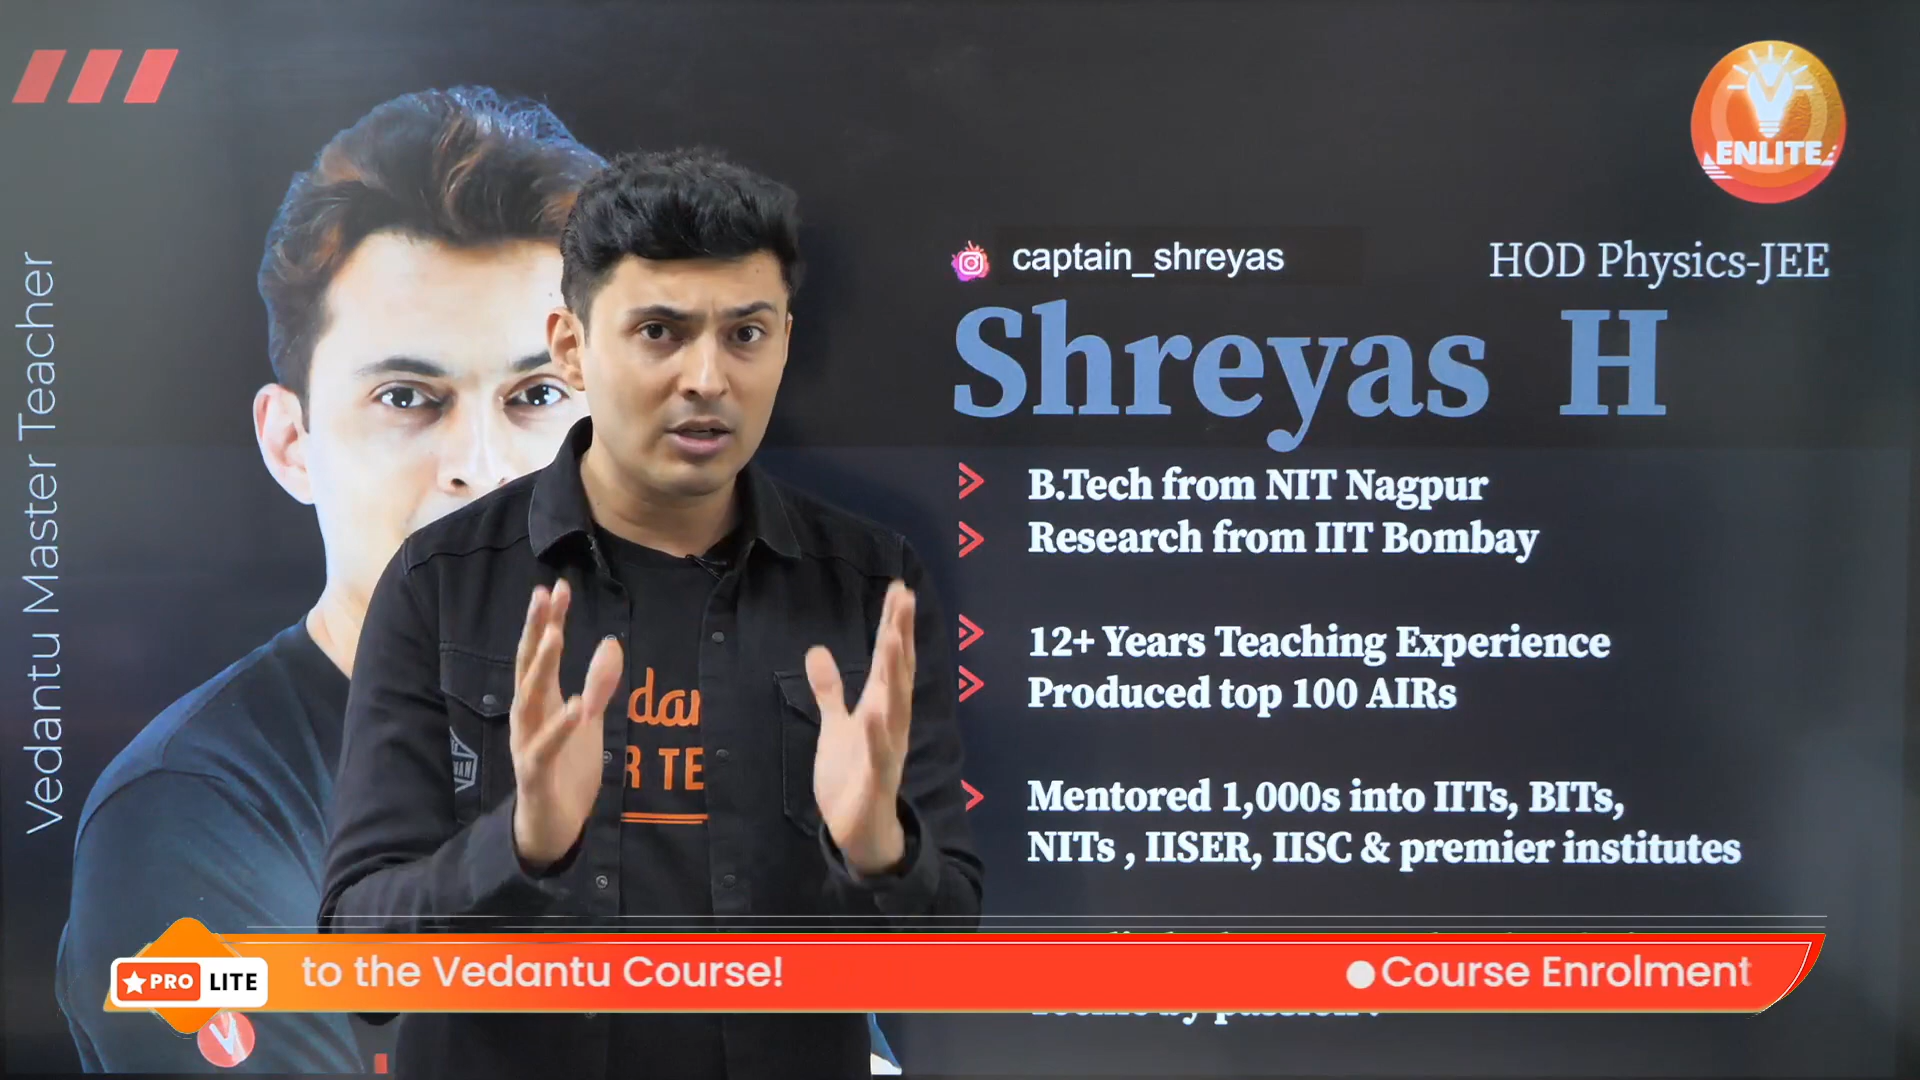 ENLITE
captain_shreyas
HOD Physics-JEE
Shreyas H
Vedantu Master Teacher
B.Tech from NIT Nagpur
Research from IIT Bombay
12+ Years Teaching Experience
Produced top 100 AIRs
Mentored 1,000s into IITs, BITs,
NITs , IISER, IISC & premier institutes
PRO LITE
to the Vedantu Course!
Course Enrolment